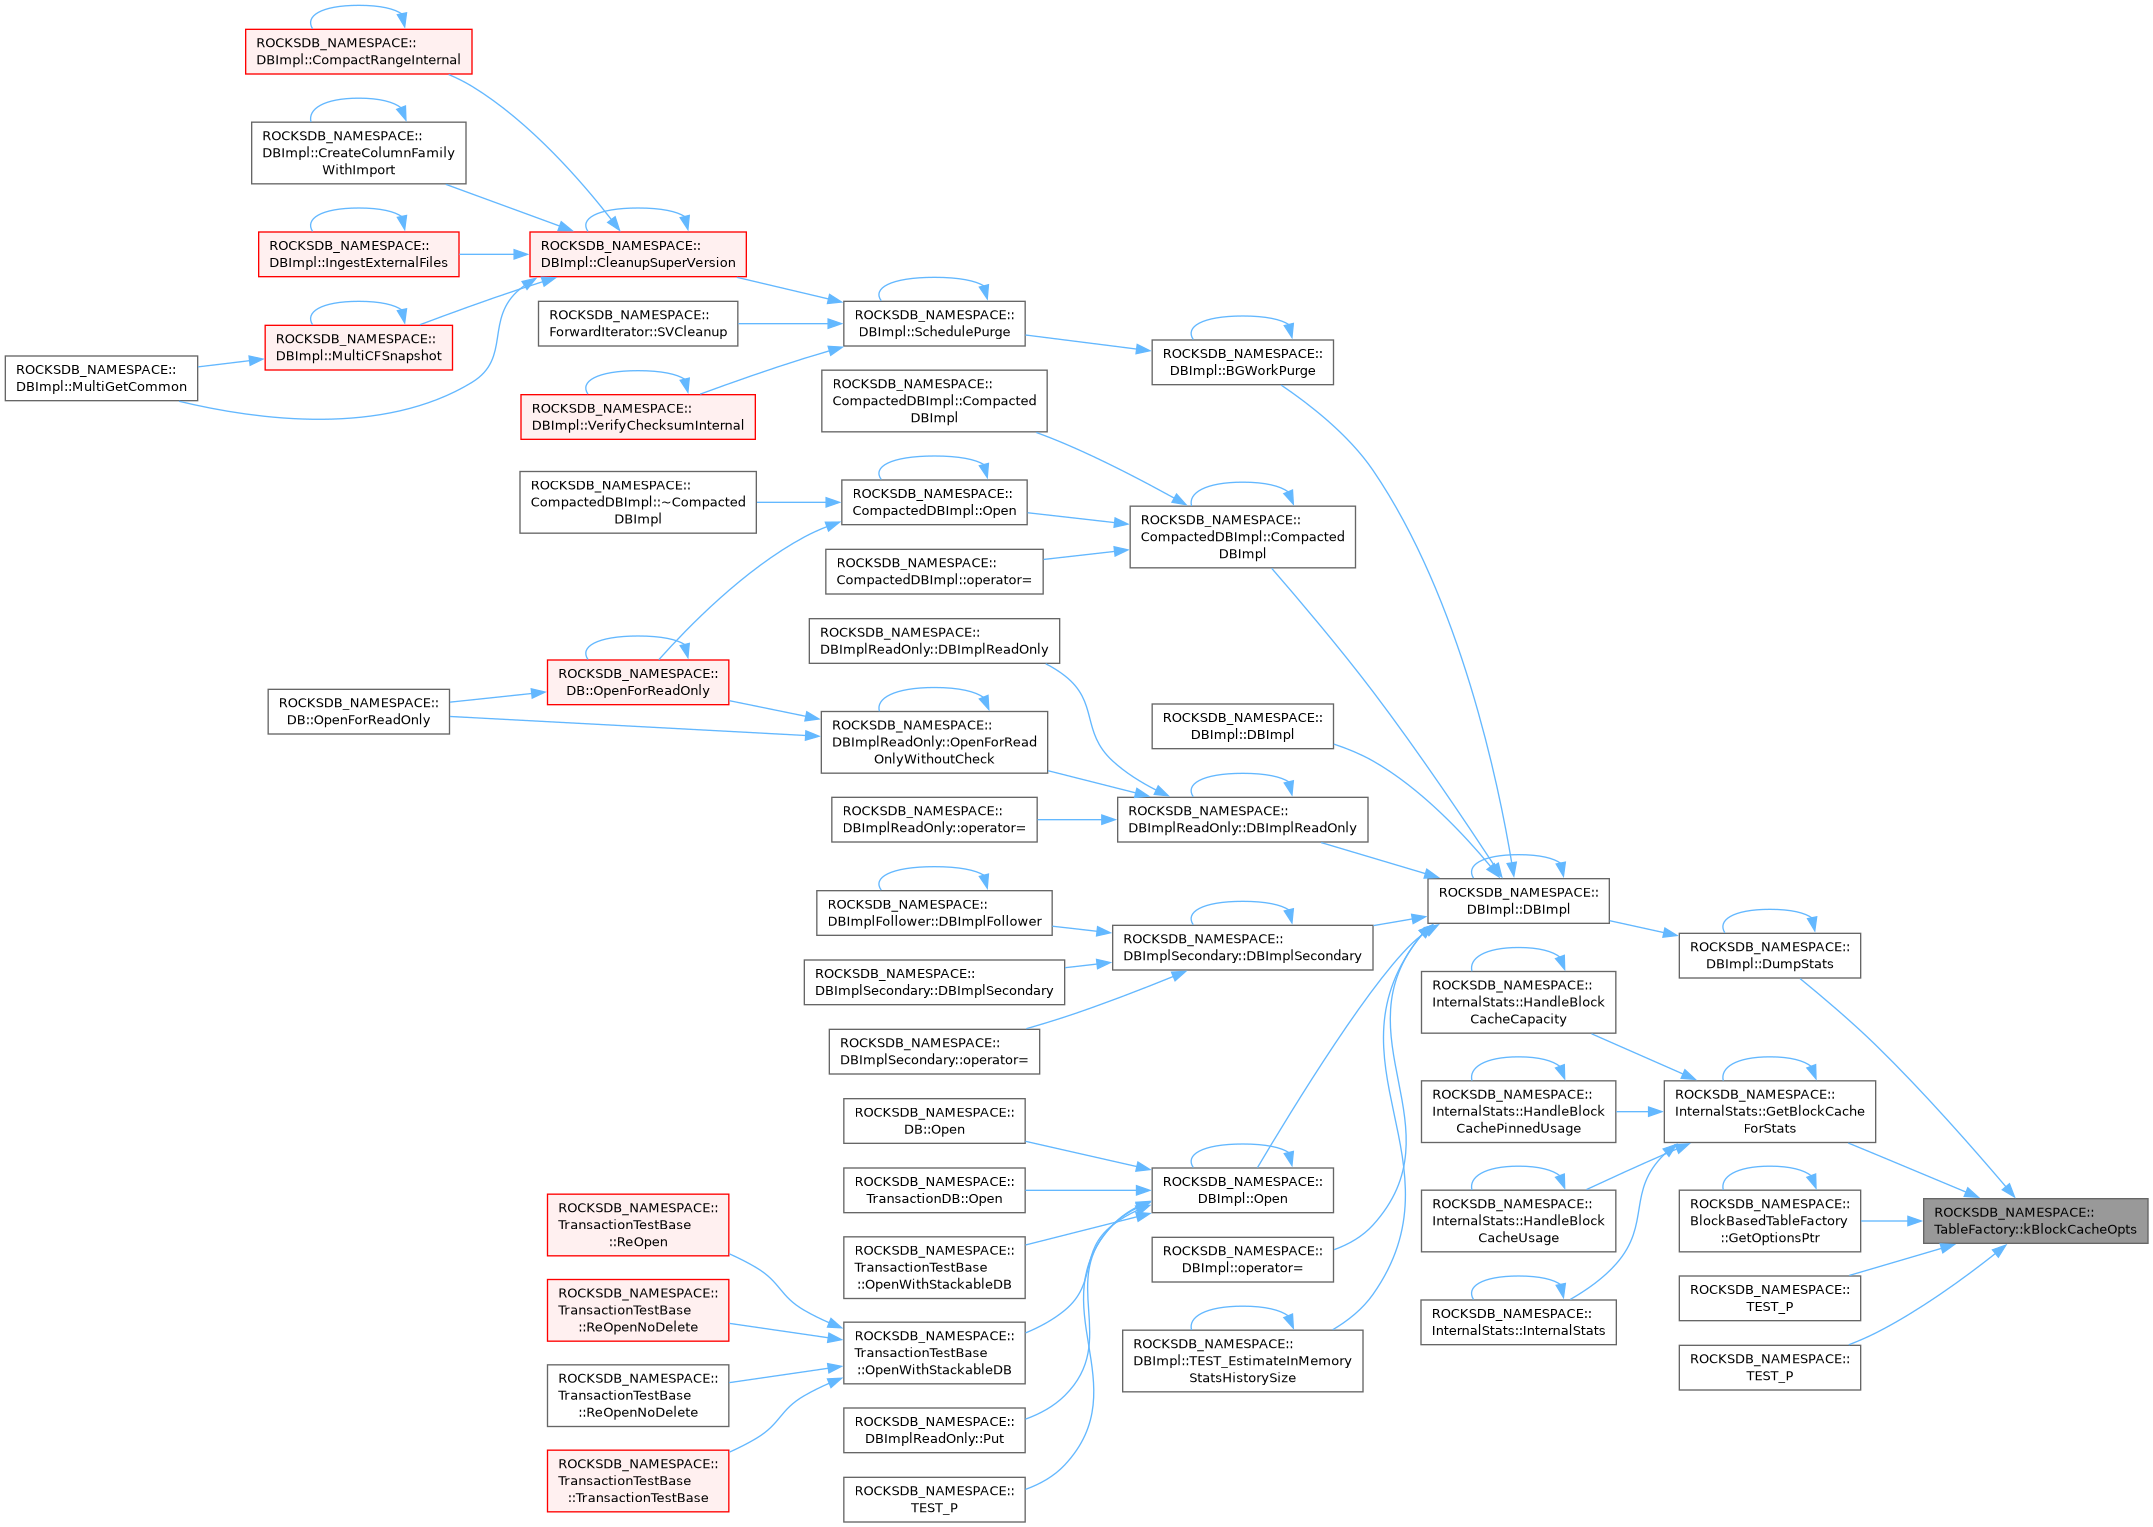 ROCKSDB_NAMESPACE::
DBImpl::CompactRangeInternal
ROCKSDB_NAMESPACE::
DBImpl::CreateColumnFamily
WithImport
ROCKSDB_NAMESPACE::
DBImpl::IngestExternalFiles
ROCKSDB_NAMESPACE::
DBImpl::MultiCFSnapshot
ROCKSDB_NAMESPACE::
DBImpl::MultiGetCommon
ROCKSDB_NAMESPACE::
DBImpl::CleanupSuperVersion
ROCKSDB_NAMESPACE::
ForwardIterator::SVCleanup
ROCKSDB_NAMESPACE::
DBImpl::VerifyChecksumInternal
ROCKSDB_NAMESPACE::
DBImpl::SchedulePurge
ROCKSDB_NAMESPACE::
DBImpl::BGWorkPurge
ROCKSDB_NAMESPACE::
CompactedDBImpl::Compacted
DBImpl
ROCKSDB_NAMESPACE::
CompactedDBImpl::~Compacted
DBImpl
ROCKSDB_NAMESPACE::
CompactedDBImpl::Open
ROCKSDB_NAMESPACE::
CompactedDBImpl::Compacted
DBImpl
ROCKSDB_NAMESPACE::
CompactedDBImpl::operator=
ROCKSDB_NAMESPACE::
DBImplReadOnly::DBImplReadOnly
ROCKSDB_NAMESPACE::
DB::OpenForReadOnly
ROCKSDB_NAMESPACE::
DB::OpenForReadOnly
ROCKSDB_NAMESPACE::
DBImplReadOnly::OpenForRead
OnlyWithoutCheck
ROCKSDB_NAMESPACE::
DBImpl::DBImpl
ROCKSDB_NAMESPACE::
DBImplReadOnly::operator=
ROCKSDB_NAMESPACE::
DBImplReadOnly::DBImplReadOnly
ROCKSDB_NAMESPACE::
DBImplFollower::DBImplFollower
ROCKSDB_NAMESPACE::
DBImplSecondary::DBImplSecondary
ROCKSDB_NAMESPACE::
DBImplSecondary::operator=
ROCKSDB_NAMESPACE::
DBImplSecondary::DBImplSecondary
ROCKSDB_NAMESPACE::
DBImpl::DBImpl
ROCKSDB_NAMESPACE::
DBImpl::DumpStats
ROCKSDB_NAMESPACE::
InternalStats::HandleBlock
CacheCapacity
ROCKSDB_NAMESPACE::
InternalStats::HandleBlock
CachePinnedUsage
ROCKSDB_NAMESPACE::
InternalStats::GetBlockCache
ForStats
ROCKSDB_NAMESPACE::
InternalStats::HandleBlock
CacheUsage
ROCKSDB_NAMESPACE::
BlockBasedTableFactory
::GetOptionsPtr
ROCKSDB_NAMESPACE::
TableFactory::kBlockCacheOpts
ROCKSDB_NAMESPACE::
InternalStats::InternalStats
ROCKSDB_NAMESPACE::
TEST_P
ROCKSDB_NAMESPACE::
TEST_P
ROCKSDB_NAMESPACE::
DB::Open
ROCKSDB_NAMESPACE::
TransactionDB::Open
ROCKSDB_NAMESPACE::
DBImpl::Open
ROCKSDB_NAMESPACE::
TransactionTestBase
::OpenWithStackableDB
ROCKSDB_NAMESPACE::
DBImpl::operator=
ROCKSDB_NAMESPACE::
DBImpl::TEST_EstimateInMemory
StatsHistorySize
ROCKSDB_NAMESPACE::
TransactionTestBase
::ReOpen
ROCKSDB_NAMESPACE::
TransactionTestBase
::ReOpenNoDelete
ROCKSDB_NAMESPACE::
TransactionTestBase
::OpenWithStackableDB
ROCKSDB_NAMESPACE::
TransactionTestBase
::ReOpenNoDelete
ROCKSDB_NAMESPACE::
DBImplReadOnly::Put
ROCKSDB_NAMESPACE::
TransactionTestBase
::TransactionTestBase
ROCKSDB_NAMESPACE::
TEST_P